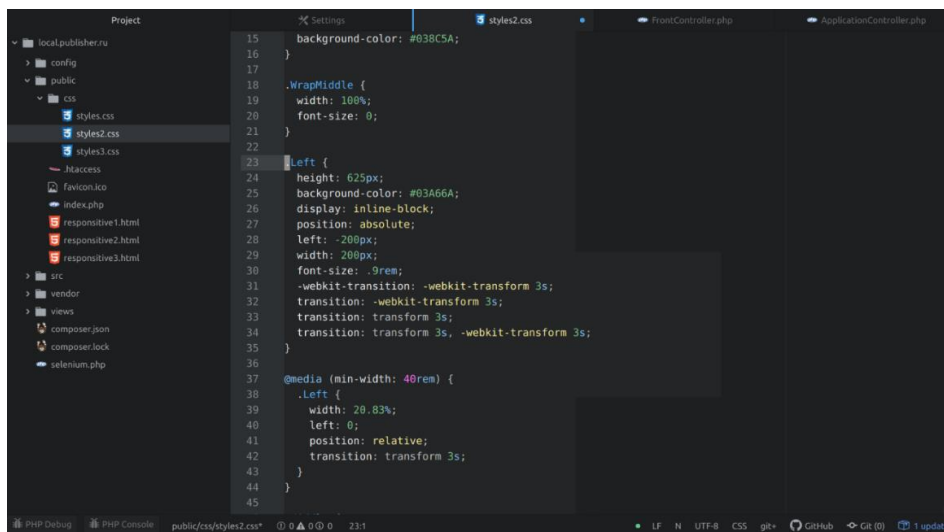 Project
Settings
styles2.css
FrontController.php
ApplicationController.php
local.publisher.ru
config
public
css
styles.css
styles2.css
styles3.css
.htaccess
favicon.ico
index.php
responsive1.html
responsive2.html
responsive3.html
src
vendor
views
composer.json
composer.lock
selenium.php
15 background-color: #038C5A;
16 }
17
18 .WrapMiddle {
19 width: 100%;
20 font-size: 0;
21 }
22
23 .Left {
24 height: 625px;
25 background-color: #03A66A;
26 display: inline-block;
27 position: absolute;
28 left: -200px;
29 width: 200px;
30 font-size: .9rem;
31 -webkit-transition: -webkit-transform 3s;
32 transition: -webkit-transform 3s;
33 transition: transform 3s;
34 transition: transform 3s, -webkit-transform 3s;
35 }
36
37 @media (min-width: 40rem) {
38 .Left {
39 width: 20.83%;
40 left: 0;
41 position: relative;
42 transition: transform 3s;
43 }
44 }
45
PHP Debug PHP Console public/css/styles2.css* 0 0 0 23:1 LF N UTF-8 CSS git+ GitHub Git (0) 1 updat